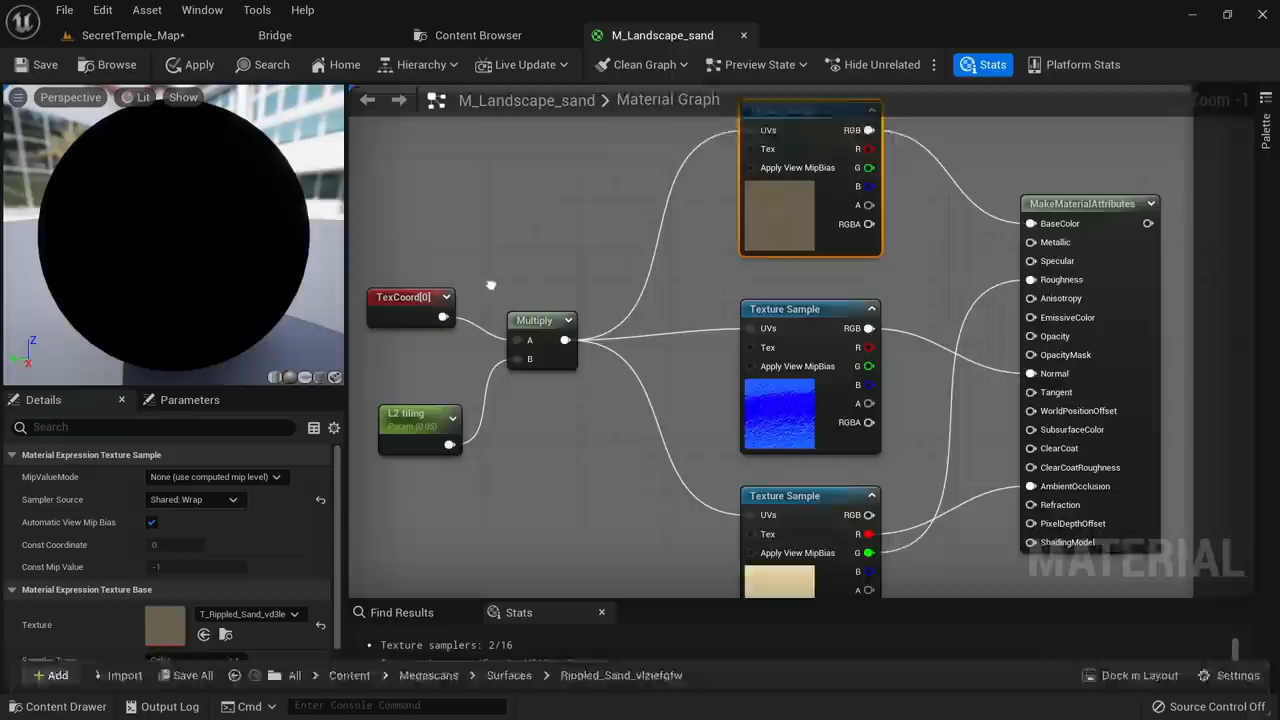 File Edit Asset Window Tools Help
SecretTemple_Map* Bridge Content Browser M_Landscape_sand
Save Browse Apply Search Home Hierarchy Live Update Clean Graph Preview State Hide Unrelated Stats Platform Stats
Perspective Lit Show
M_Landscape_sand Material Graph Zoom -1
Palette
UVs RGB
Tex R
Apply View MipBias G
B
A
RGBA
MakeMaterialAttributes
BaseColor
Metallic
Specular
Roughness
Anisotropy
EmissiveColor
Opacity
OpacityMask
Normal
Tangent
WorldPositionOffset
SubsurfaceColor
ClearCoat
ClearCoatRoughness
AmbientOcclusion
Refraction
PixelDepthOffset
ShadingModel
TexCoord[0]
Multiply
A
B
L2 tiling
Param (0.05)
Texture Sample
UVs RGB
Tex R
Apply View MipBias G
B
A
RGBA
Texture Sample
UVs RGB
Tex R
Apply View MipBias G
B
A
MATERIAL
Z
X
Details Parameters
Search
Material Expression Texture Sample
MipValueMode None (use computed mip level)
Sampler Source Shared: Wrap
Automatic View Mip Bias
Const Coordinate 0
Const Mip Value -1
Material Expression Texture Base
Texture T_Rippled_Sand_vd3le
Find Results Stats
Texture samplers: 2/16
Add Import Save All All Content Megascans Surfaces
Dock in Layout Settings
Content Drawer Output Log Cmd Enter Console Command Source Control Off